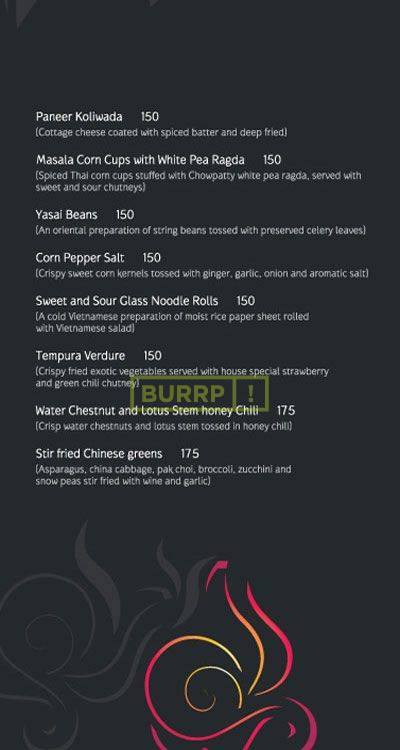 Paneer Koliwada 150
(Cottage cheese coated with spiced batter and deep fried)
Masala Corn Cups with White Pea Ragda 150
(Spiced Thai corn cups stuffed with Chowpatty white pea ragda, served with
sweet and sour chutneys)
Yasai Beans 150
(An oriental preparation of string beans tossed with preserved celery leaves)
Corn Pepper Salt 150
(Crispy sweet corn kernels tossed with ginger, garlic, onion and aromatic salt)
Sweet and Sour Glass Noodle Rolls 150
(A cold Vietnamese preparation of moist rice paper sheet rolled
with Vietnamese salad)
Tempura Verdure 150
(Crispy fried exotic vegetables served with house special strawberry
and green chili chutney)
BURRP!
Water Chestnut and Lotus Stem honey Chili 175
(Crisp water chestnuts and lotus stem tossed in honey chili)
Stir fried Chinese greens 175
(Asparagus, china cabbage, pak choi, broccoli, zucchini and
snow peas stir fried with wine and garlic)